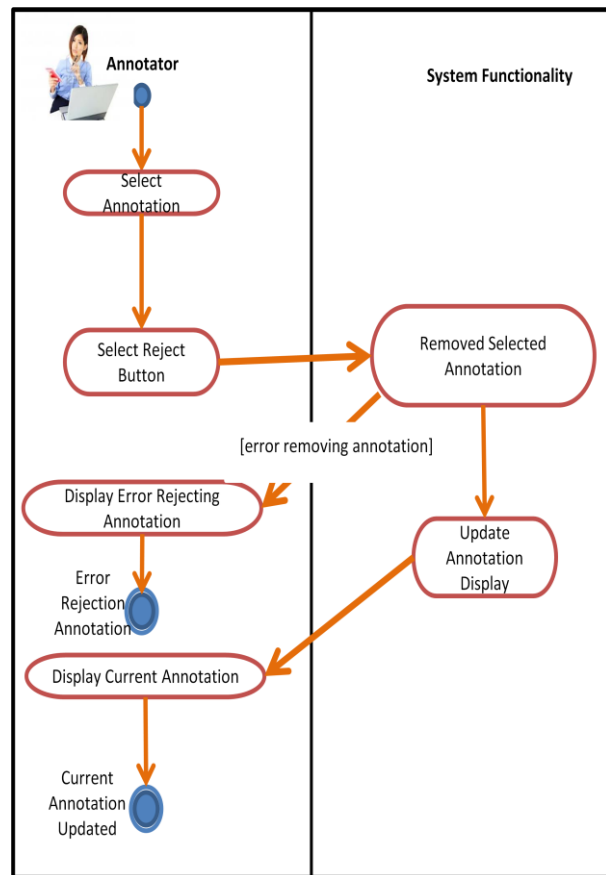 Annotator
System Functionality
Select
Annotation
Select Reject
Button
Removed Selected
Annotation
[error removing annotation]
Display Error Rejecting
Annotation
Update
Annotation
Display
Error
Rejection
Annotation
Display Current Annotation
Current
Annotation
Updated